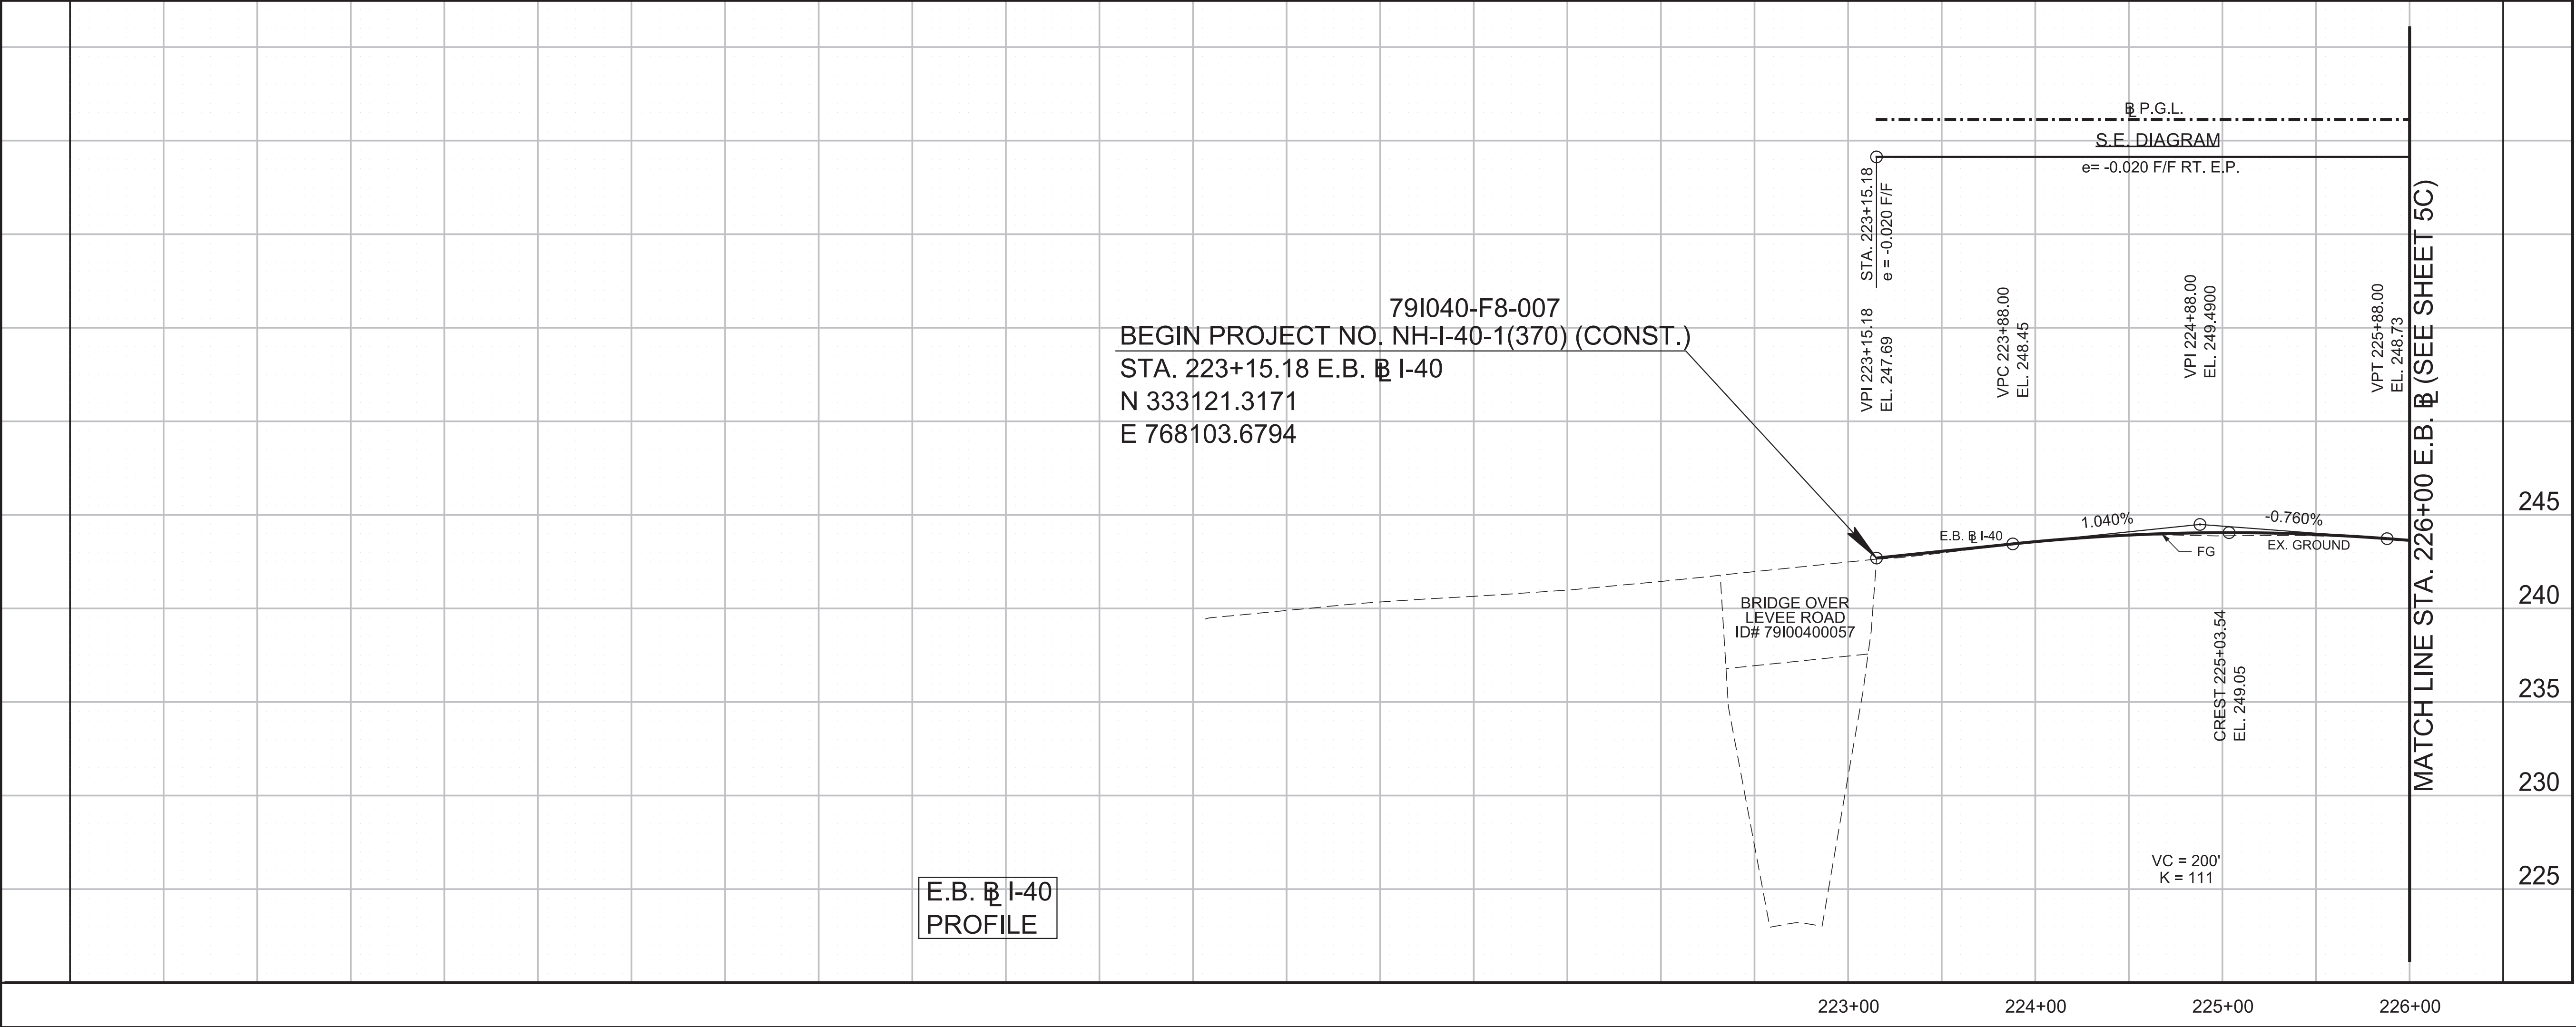 ℄ P.G.L.
S.E. DIAGRAM
e= -0.020 F/F RT. E.P.
STA. 223+15.18
e = -0.020 F/F
79I040-F8-007
BEGIN PROJECT NO. NH-I-40-1(370) (CONST.)
STA. 223+15.18 E.B. BL I-40
N 333121.3171
E 768103.6794
VPI 223+15.18
EL. 247.69
VPC 223+88.00
EL. 248.45
VPI 224+88.00
EL. 249.4900
VPT 225+88.00
EL. 248.73
MATCH LINE STA. 226+00 E.B. BL (SEE SHEET 5C)
E.B. BL I-40
1.040%
-0.760%
FG
EX. GROUND
BRIDGE OVER
LEVEE ROAD
ID# 79I00400057
CREST 225+03.54
EL. 249.05
VC = 200'
K = 111
E.B. BL I-40
PROFILE
245
240
235
230
225
223+00
224+00
225+00
226+00